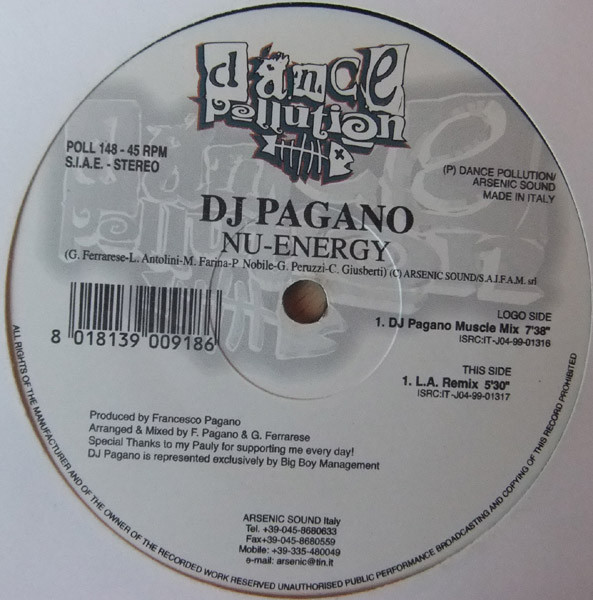 dance
pollution
POLL 148 - 45 RPM
S.I.A.E. - STEREO
(P) DANCE POLLUTION/
ARSENIC SOUND
MADE IN ITALY
DJ PAGANO
NU-ENERGY
(G. Ferrarese-L. Antolini-M. Farina-P. Nobile-G. Peruzzi-C. Giusberti) (C) ARSENIC SOUND/S.A.I.F.A.M. srl
8 018139 009186
LOGO SIDE
1. DJ Pagano Muscle Mix 7'38"
ISRC:IT-J04-99-01316
THIS SIDE
1. L.A. Remix 5'30"
ISRC:IT-J04-99-01317
Produced by Francesco Pagano
Arranged & Mixed by F. Pagano & G. Ferrarese
Special Thanks to my Pauly for supporting me every day!
DJ Pagano is represented exclusively by Big Boy Management
ARSENIC SOUND Italy
Tel. +39-045-8680633
Fax+39-045-8680559
Mobile: +39-335-480049
e-mail: arsenic@tin.it
ALL RIGHTS OF THE MANUFACTURER AND OF THE OWNER OF THE RECORDED WORK RESERVED UNAUTHORISED PUBLIC PERFORMANCE BROADCASTING AND COPYING OF THIS RECORD PROHIBITED